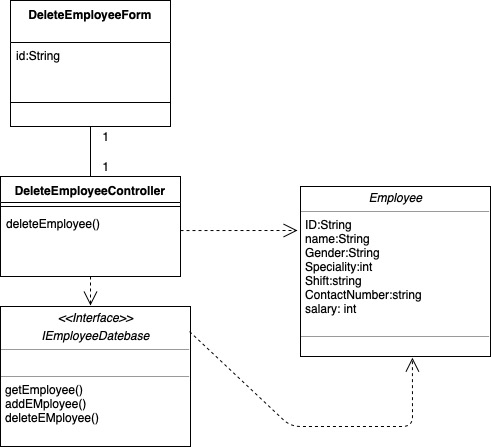 DeleteEmployeeForm
id:String
1
1
DeleteEmployeeController
deleteEmployee()
Employee
ID:String
name:String
Gender:String
Speciality:int
Shift:string
ContactNumber:string
salary: int
<<Interface>>
IEmployeeDatebase
getEmployee()
addEMployee()
deleteEMployee()